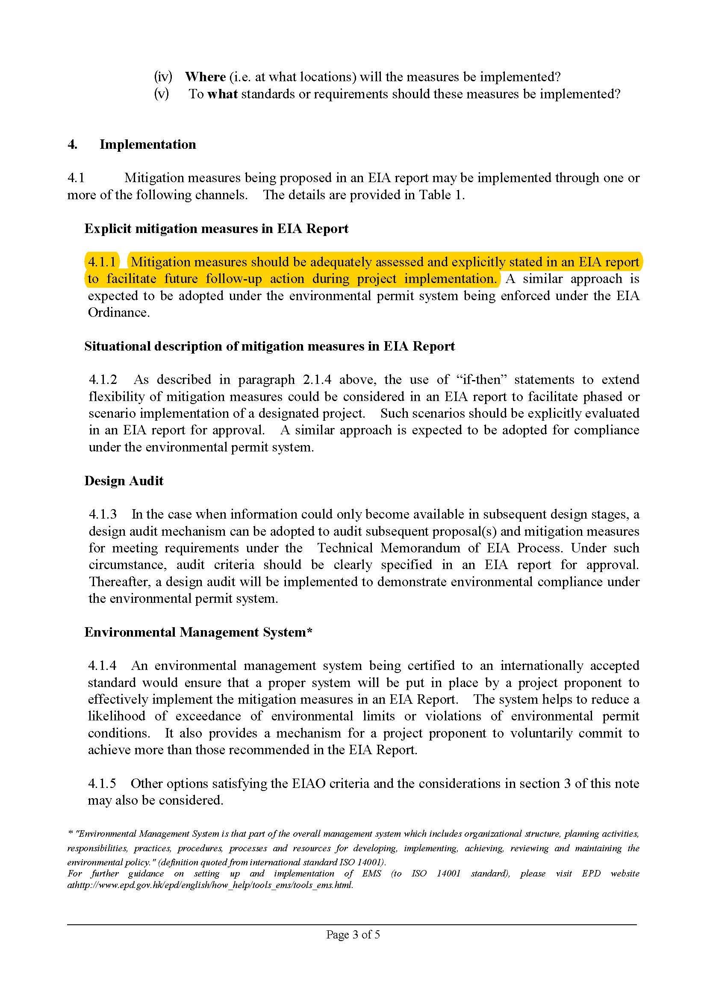 (iv) Where (i.e. at what locations) will the measures be implemented?
(v) To what standards or requirements should these measures be implemented?
4. Implementation
4.1 Mitigation measures being proposed in an EIA report may be implemented through one or
more of the following channels. The details are provided in Table 1.
Explicit mitigation measures in EIA Report
4.1.1 Mitigation measures should be adequately assessed and explicitly stated in an EIA report
to facilitate future follow-up action during project implementation. A similar approach is
expected to be adopted under the environmental permit system being enforced under the EIA
Ordinance.
Situational description of mitigation measures in EIA Report
4.1.2 As described in paragraph 2.1.4 above, the use of “if-then” statements to extend
flexibility of mitigation measures could be considered in an EIA report to facilitate phased or
scenario implementation of a designated project. Such scenarios should be explicitly evaluated
in an EIA report for approval. A similar approach is expected to be adopted for compliance
under the environmental permit system.
Design Audit
4.1.3 In the case when information could only become available in subsequent design stages, a
design audit mechanism can be adopted to audit subsequent proposal(s) and mitigation measures
for meeting requirements under the Technical Memorandum of EIA Process. Under such
circumstance, audit criteria should be clearly specified in an EIA report for approval.
Thereafter, a design audit will be implemented to demonstrate environmental compliance under
the environmental permit system.
Environmental Management System*
4.1.4 An environmental management system being certified to an internationally accepted
standard would ensure that a proper system will be put in place by a project proponent to
effectively implement the mitigation measures in an EIA Report. The system helps to reduce a
likelihood of exceedance of environmental limits or violations of environmental permit
conditions. It also provides a mechanism for a project proponent to voluntarily commit to
achieve more than those recommended in the EIA Report.
4.1.5 Other options satisfying the EIAO criteria and the considerations in section 3 of this note
may also be considered.
* "Environmental Management System is that part of the overall management system which includes organizational structure, planning activities,
responsibilities, practices, procedures, processes and resources for developing, implementing, achieving, reviewing and maintaining the
environmental policy." (definition quoted from international standard ISO 14001).
For further guidance on setting up and implementation of EMS (to ISO 14001 standard), please visit EPD website
athttp://www.epd.gov.hk/epd/english/how_help/tools_ems/tools_ems.html.
Page 3 of 5